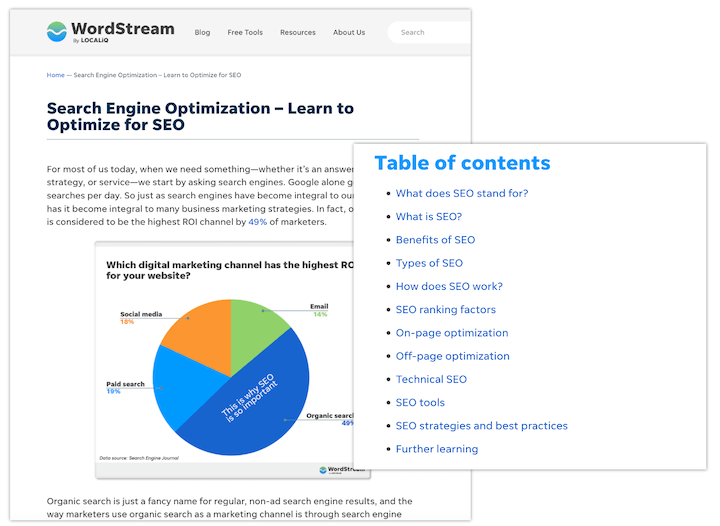 WordStream
By LOCALiQ
Blog
Free Tools
Resources
About Us
Search
Home — Search Engine Optimization – Learn to Optimize for SEO
Search Engine Optimization – Learn to
Optimize for SEO
For most of us today, when we need something—whether it's an answer
strategy, or service—we start by asking search engines. Google alone
searches per day. So just as search engines have become integral to
has it become integral to many business marketing strategies. In fact,
is considered to be the highest ROI channel by 49% of marketers.
Which digital marketing channel has the highest RO
for your website?
Social media
18%
Email
14%
Paid search
19%
This is why SEO
is so important
Organic search
49%
Data source: Search Engine Journal
WordStream
Organic search is just a fancy name for regular, non-ad search engine results, and the
way marketers use organic search as a marketing channel is through search engine
Table of contents
What does SEO stand for?
What is SEO?
Benefits of SEO
Types of SEO
How does SEO work?
SEO ranking factors
On-page optimization
Off-page optimization
Technical SEO
SEO tools
SEO strategies and best practices
Further learning